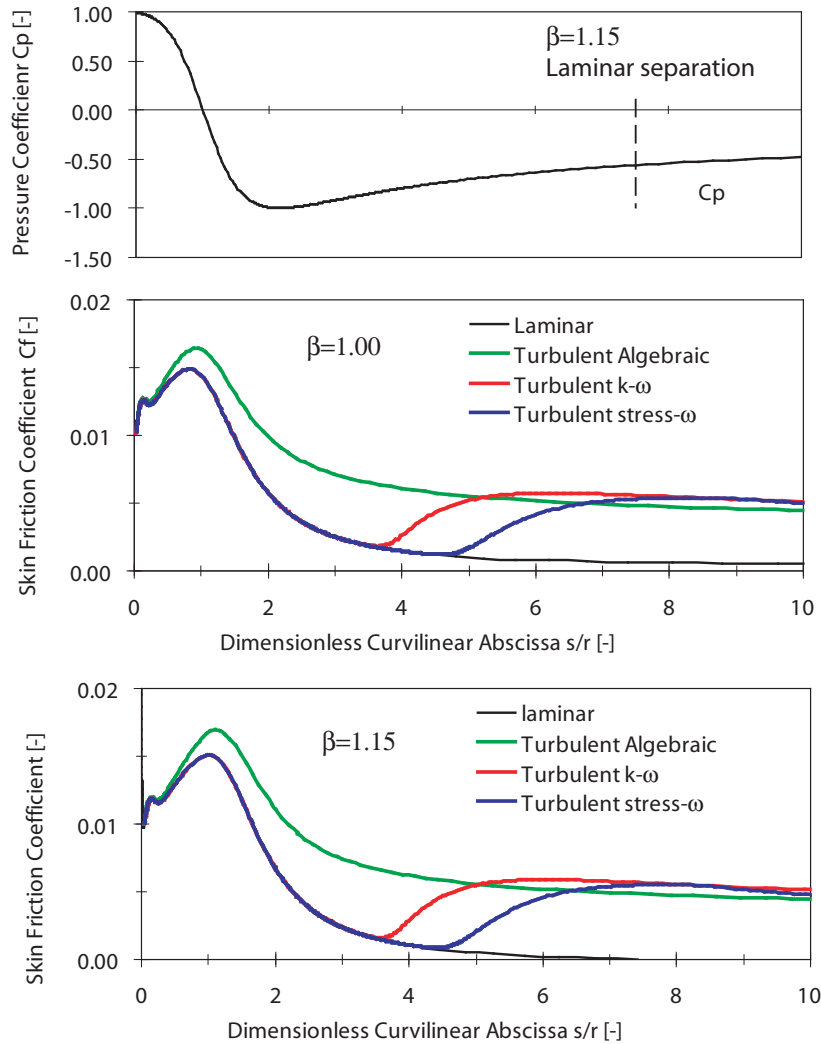 Pressure Coefficienr Cp [-]
1.00
0.50
0.00
-0.50
-1.00
-1.50
β=1.15
Laminar separation
Cp
Skin Friction Coefficient Cf [-]
0.02
0.01
0.00
β=1.00
Laminar
Turbulent Algebraic
Turbulent k-ω
Turbulent stress-ω
0 2 4 6 8 10
Dimensionless Curvilinear Abscissa s/r [-]
Skin Friction Coefficient [-]
0.02
0.01
0.00
β=1.15
laminar
Turbulent Algebraic
Turbulent k-ω
Turbulent stress-ω
0 2 4 6 8 10
Dimensionless Curvilinear Abscissa s/r [-]